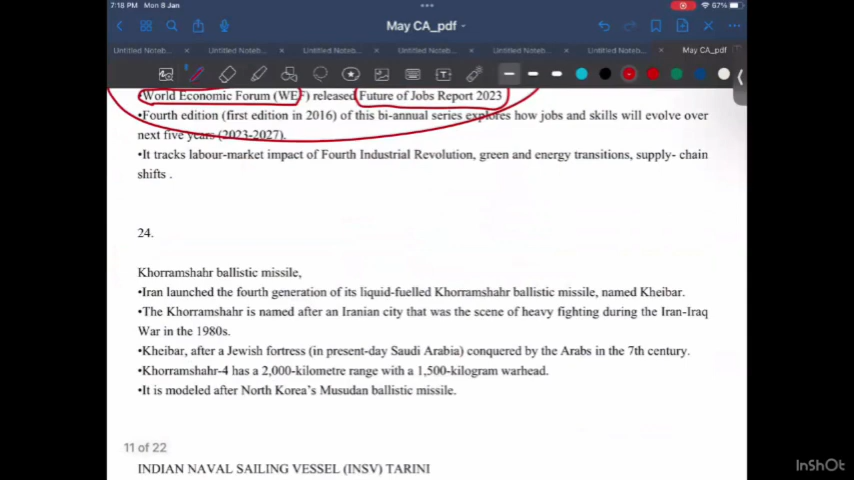 7:18 PM Mon 8 Jan
67%
May CA_pdf
Untitled Noteb...
Untitled Noteb...
Untitled Noteb...
Untitled Noteb...
Untitled Noteb...
Untitled Noteb...
May CA_pdf
•World Economic Forum (WEF) released Future of Jobs Report 2023
•Fourth edition (first edition in 2016) of this bi-annual series explores how jobs and skills will evolve over
next five years (2023-2027).
•It tracks labour-market impact of Fourth Industrial Revolution, green and energy transitions, supply- chain
shifts .
24.
Khorramshahr ballistic missile,
•Iran launched the fourth generation of its liquid-fuelled Khorramshahr ballistic missile, named Kheibar.
•The Khorramshahr is named after an Iranian city that was the scene of heavy fighting during the Iran-Iraq
War in the 1980s.
•Kheibar, after a Jewish fortress (in present-day Saudi Arabia) conquered by the Arabs in the 7th century.
•Khorramshahr-4 has a 2,000-kilometre range with a 1,500-kilogram warhead.
•It is modeled after North Korea's Musudan ballistic missile.
11 of 22
INDIAN NAVAL SAILING VESSEL (INSV) TARINI
InShOt